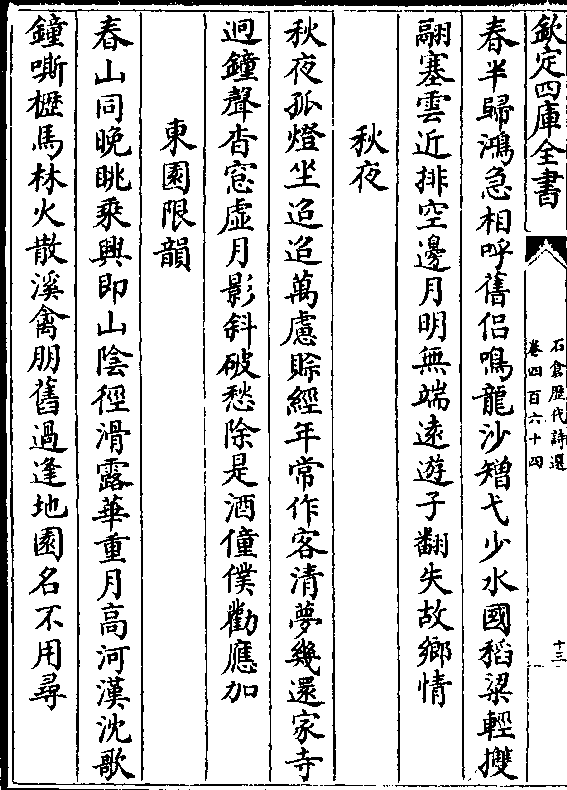 欽定四庫全書
石倉歷代詩選
卷四百六十四
十三
春半歸鴻急相呼舊侣鳴龍沙矰弋少水國稻粱輕㩳
翮塞雲近排空邊月明無端遠遊子翻失故鄉情
秋夜
秋夜孤燈坐迢迢萬慮賖經年常作客清夢幾還家寺
迥鐘聲杳窓虛月影斜破愁除是酒僮僕勸應加
東園限韻
春山同晚眺乘興即山陰徑滑露華重月高河漢沈歌
鐘嘶櫪馬林火散溪禽朋舊過逢地園名不用尋